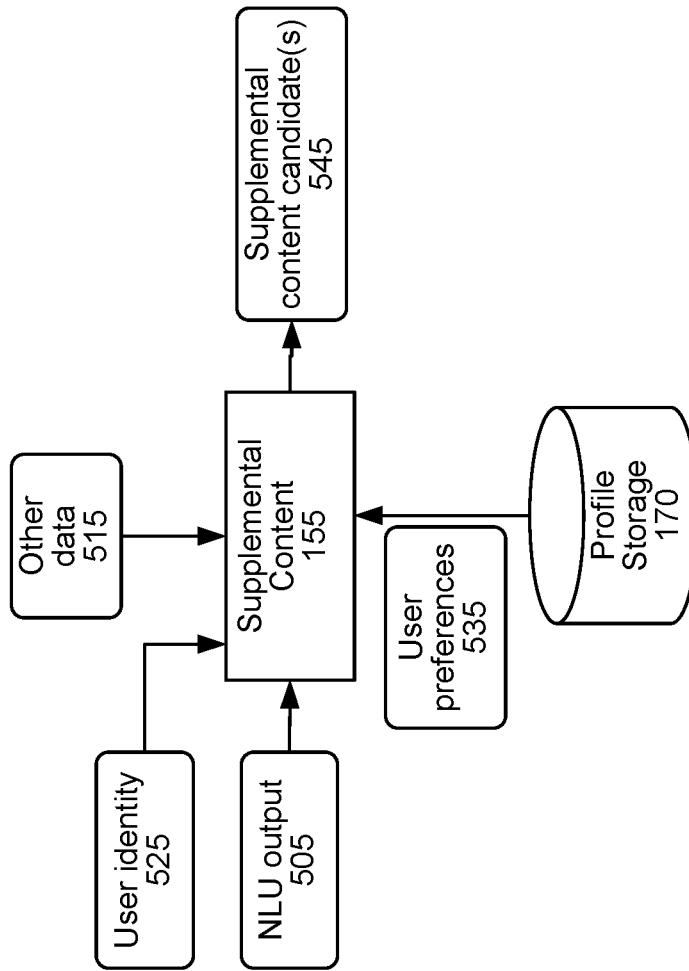 User identity
525
Other
data
515
NLU output
505
Supplemental
Content
155
Supplemental
content candidate(s)
545
User
preferences
535
Profile
Storage
170